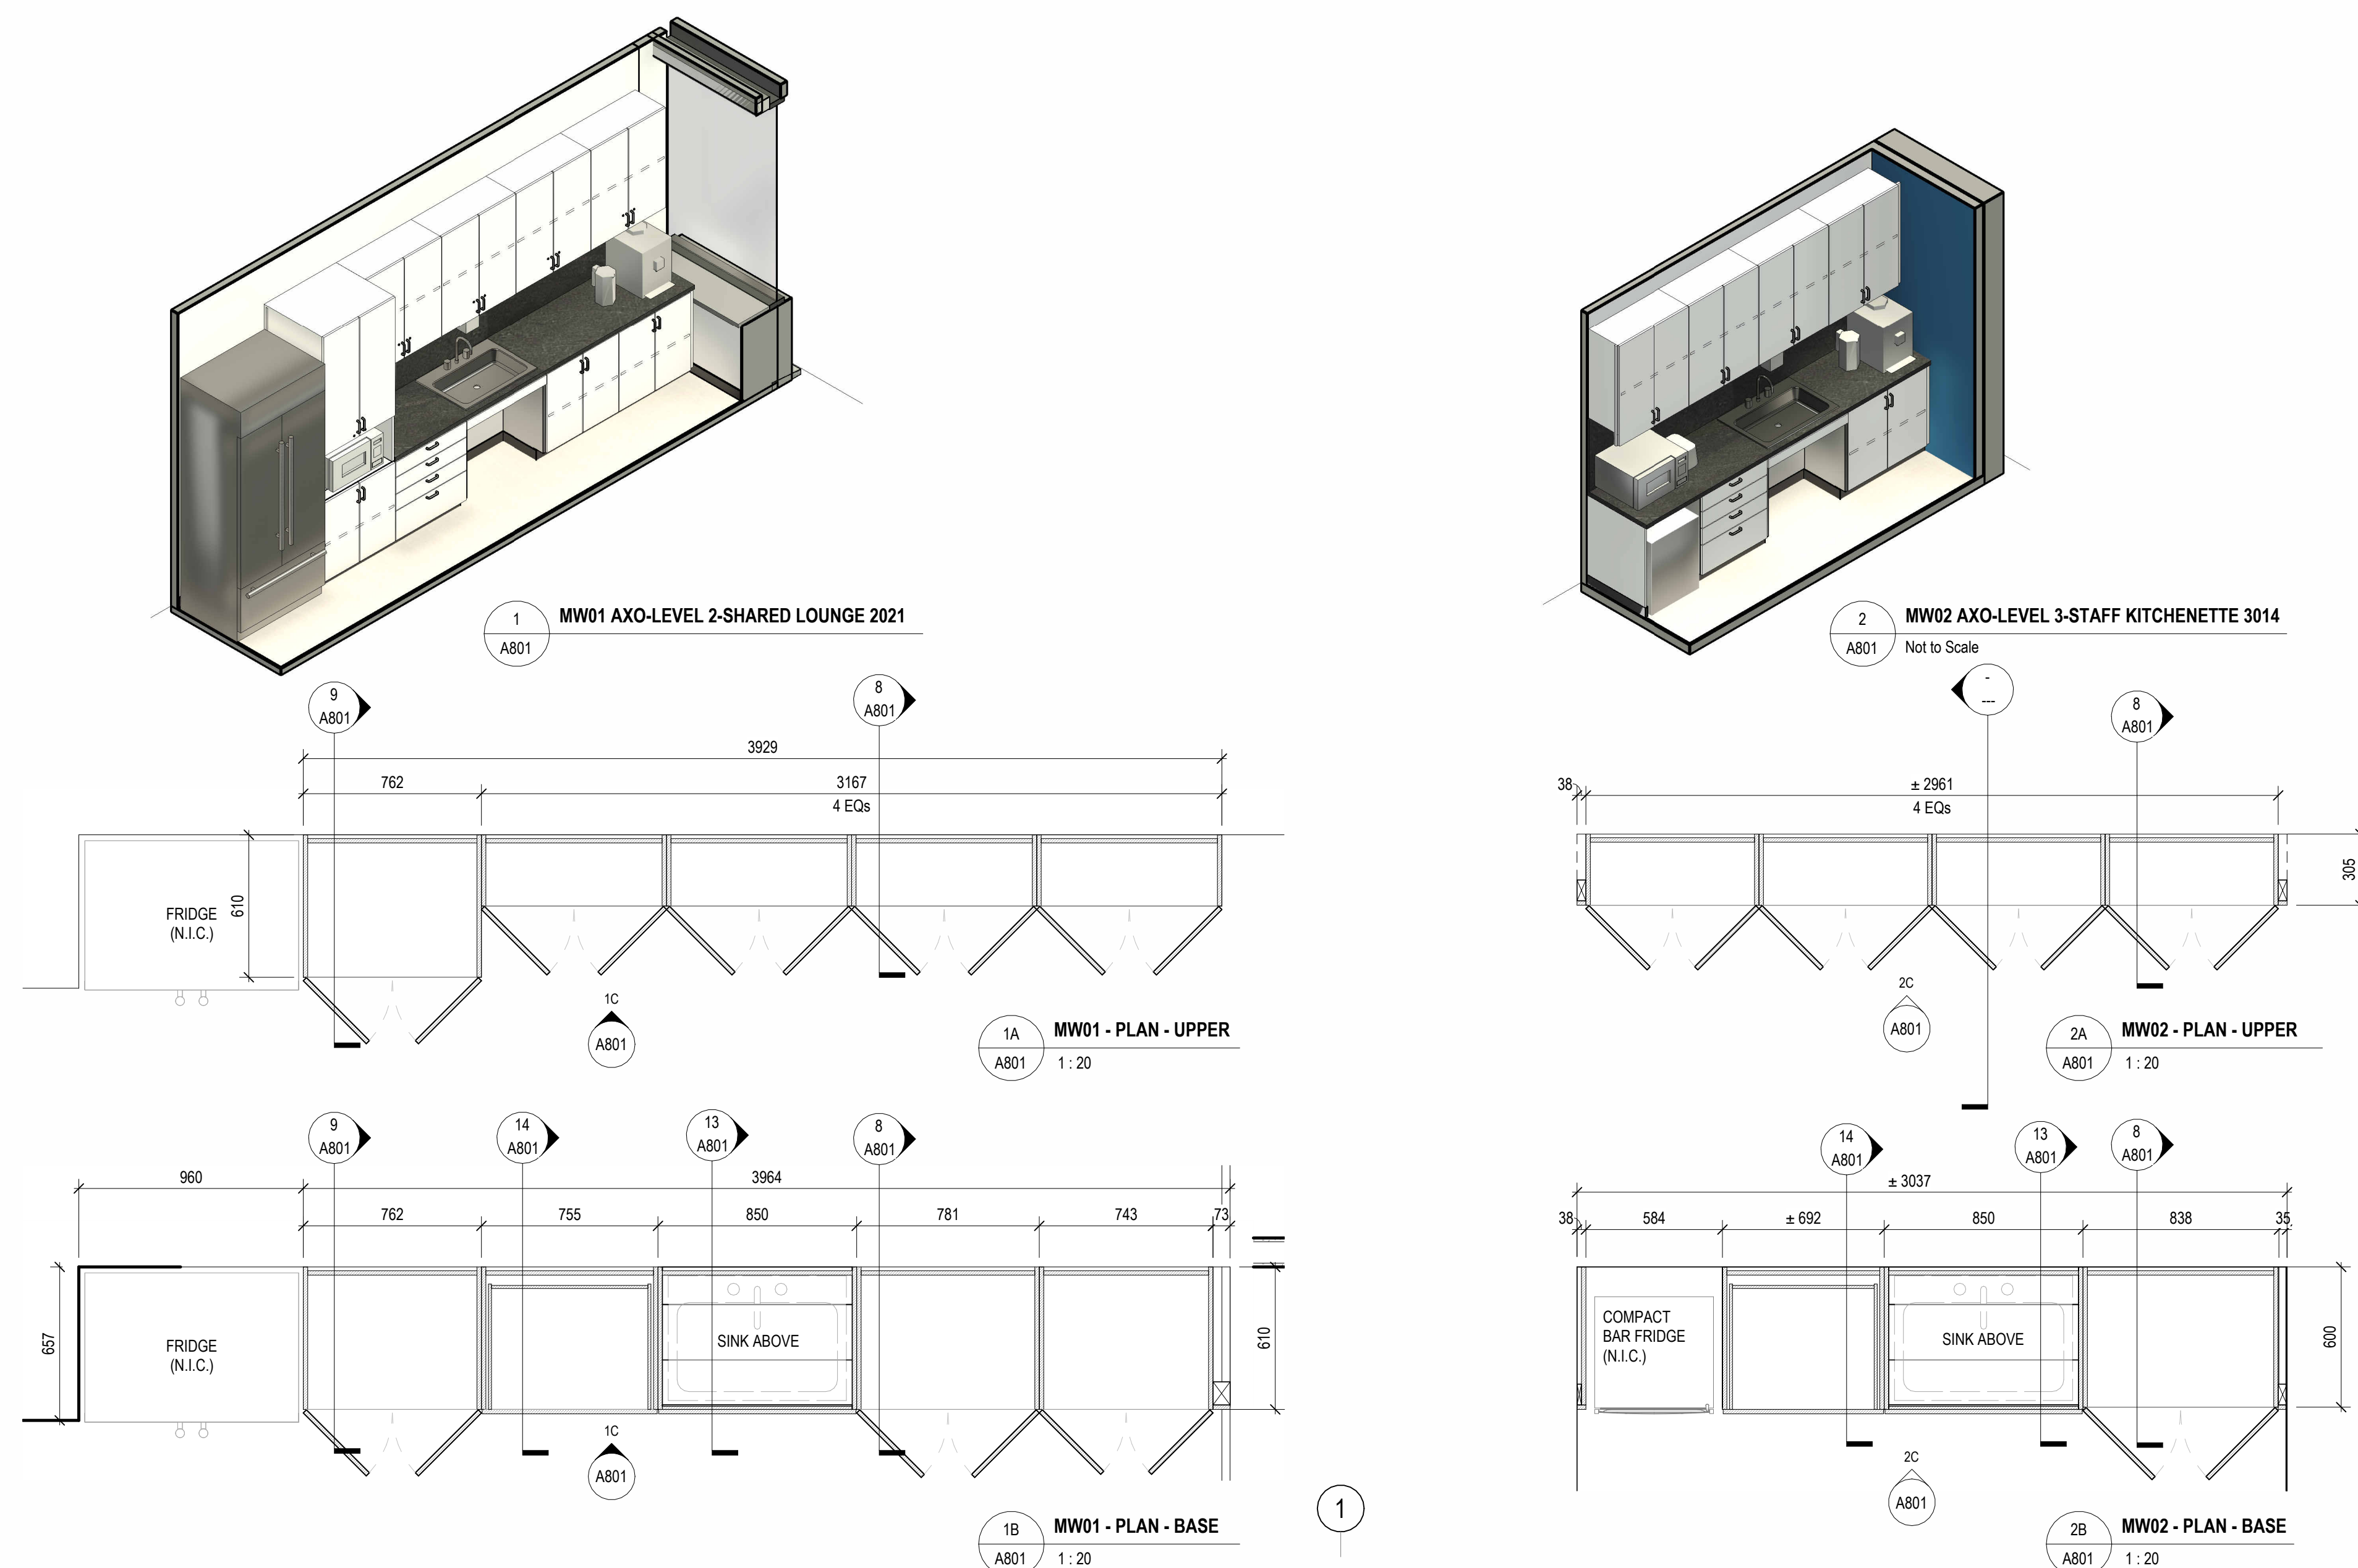 1
A801
MW01 AXO-LEVEL 2-SHARED LOUNGE 2021
2
A801
MW02 AXO-LEVEL 3-STAFF KITCHENETTE 3014
Not to Scale
9
A801
8
A801
3929
762
3167
4 EQs
610
FRIDGE
(N.I.C.)
1C
A801
1A
A801
MW01 - PLAN - UPPER
1 : 20
-
---
8
A801
38
± 2961
4 EQs
305
2C
A801
2A
A801
MW02 - PLAN - UPPER
1 : 20
9
A801
14
A801
13
A801
8
A801
960
3964
762
755
850
781
743
73
657
FRIDGE
(N.I.C.)
SINK ABOVE
610
1C
A801
1B
A801
MW01 - PLAN - BASE
1 : 20
1
14
A801
13
A801
8
A801
± 3037
38
584
± 692
850
838
35
COMPACT
BAR FRIDGE
(N.I.C.)
SINK ABOVE
600
2C
A801
2B
A801
MW02 - PLAN - BASE
1 : 20